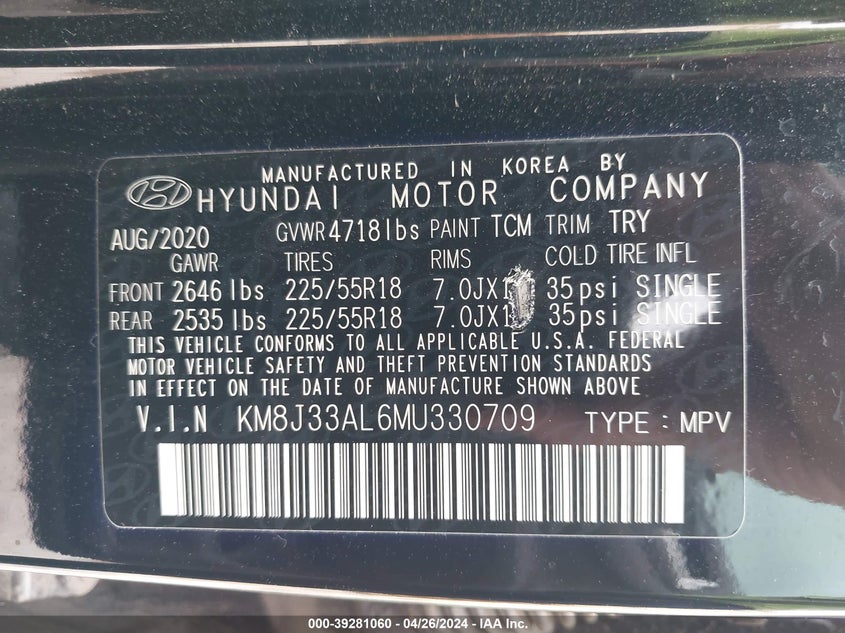 MANUFACTURED IN KOREA BY
HYUNDAI MOTOR COMPANY
AUG/2020 GVWR 4718lbs PAINT TCM TRIM TRY
GAWR TIRES RIMS COLD TIRE INFL
FRONT 2646 lbs 225/55R18 35psi SINGLE
REAR 2535 lbs 225/55R18 35psi SINGLE
THIS VEHICLE CONFORMS TO ALL APPLICABLE U.S.A. FEDERAL
MOTOR VEHICLE SAFETY AND THEFT PREVENTION STANDARDS
IN EFFECT ON THE DATE OF MANUFACTURE SHOWN ABOVE
V.I.N KM8J33AL6MU330709 TYPE : MPV
000-39281060 - 04/26/2024 - IAA Inc.